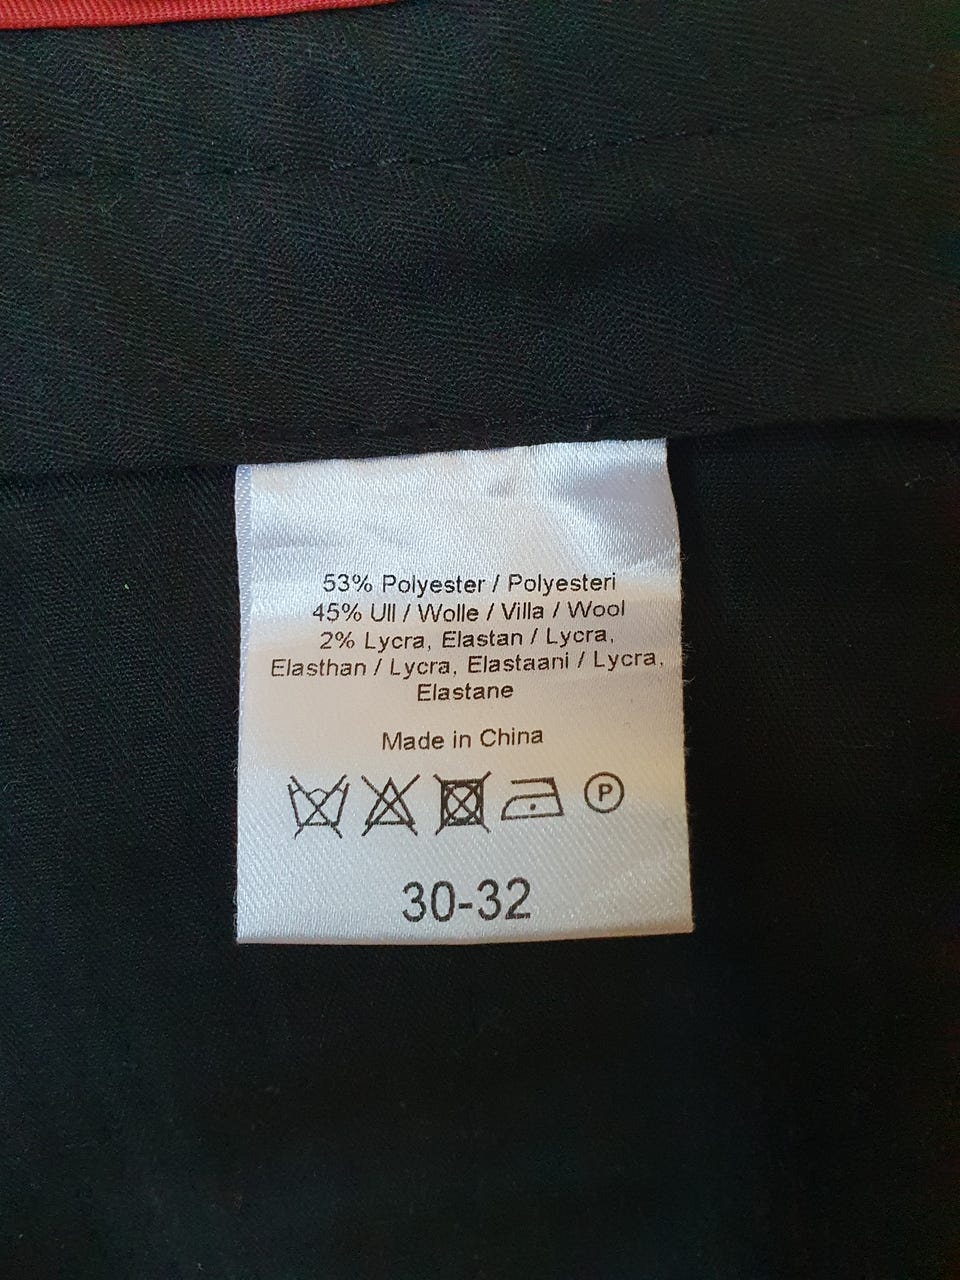 53% Polyester / Polyesteri
45% Ull / Wolle / Villa / Wool
2% Lycra, Elastan / Lycra,
Elasthan / Lycra, Elastaani / Lycra,
Elastane
Made in China
P
30-32